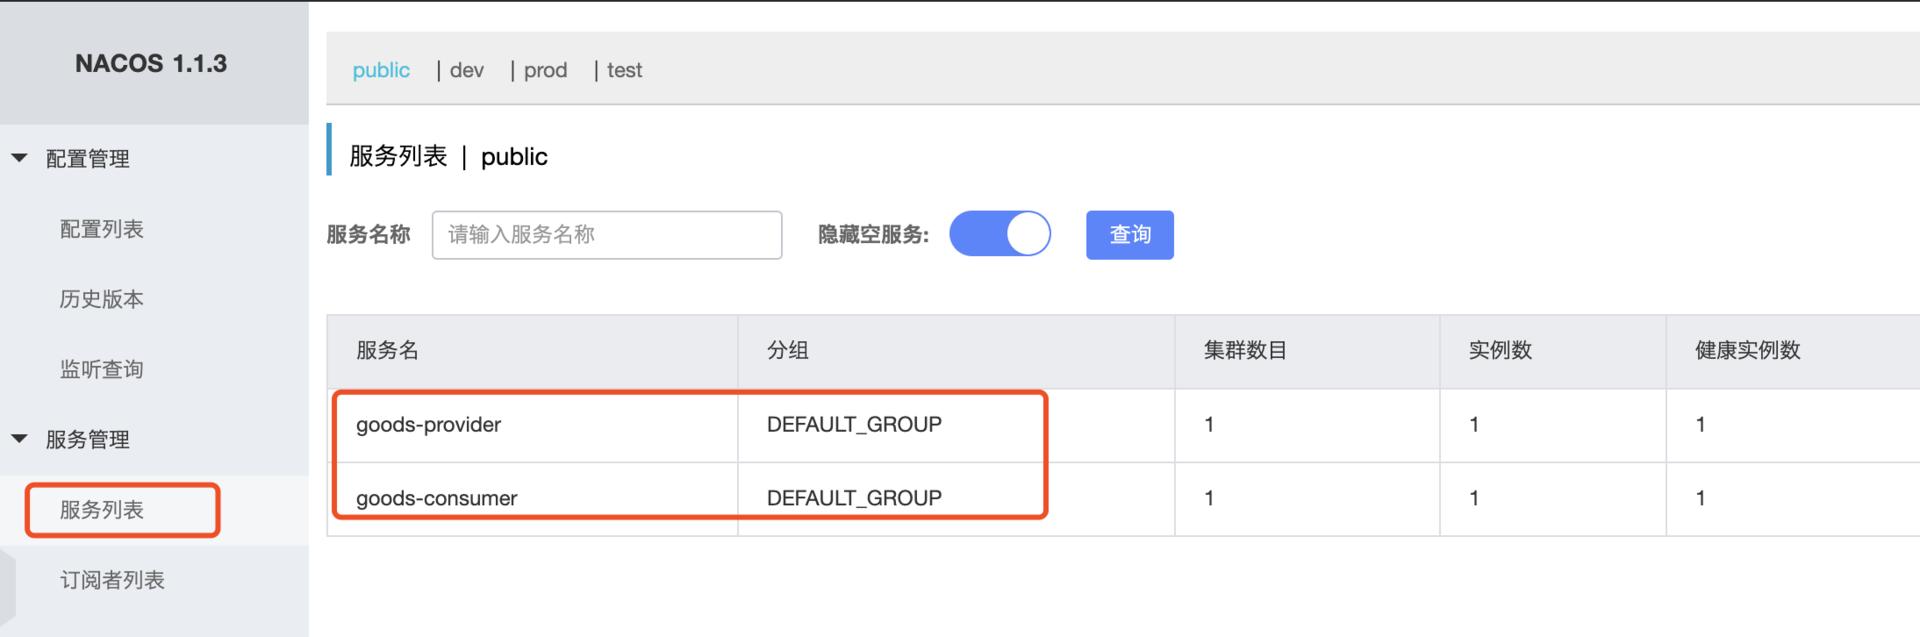 NACOS 1.1.3
配置管理
配置列表
历史版本
监听查询
服务管理
服务列表
订阅者列表
public | dev | prod | test
服务列表 | public
服务名称 请输入服务名称 隐藏空服务: 查询
服务名 分组 集群数目 实例数 健康实例数
goods-provider DEFAULT_GROUP 1 1 1
goods-consumer DEFAULT_GROUP 1 1 1